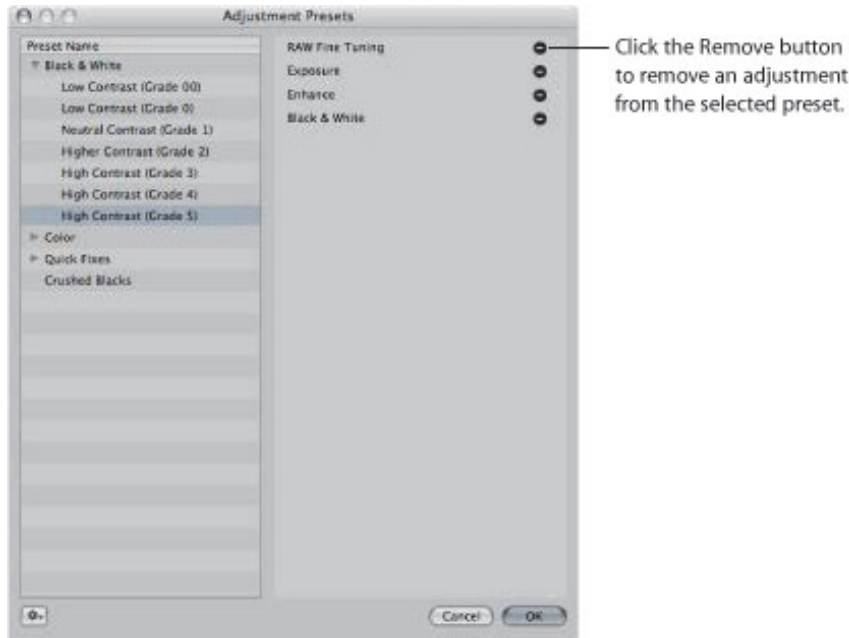 Adjustment Presets
Preset Name
Black & White
Low Contrast (Grade 00)
Low Contrast (Grade 0)
Neutral Contrast (Grade 1)
Higher Contrast (Grade 2)
High Contrast (Grade 3)
High Contrast (Grade 4)
High Contrast (Grade 5)
Color
Quick Fixes
Crushed Blacks
RAW Fine Tuning
Exposure
Enhance
Black & White
Click the Remove button
to remove an adjustment
from the selected preset.
Cancel
OK